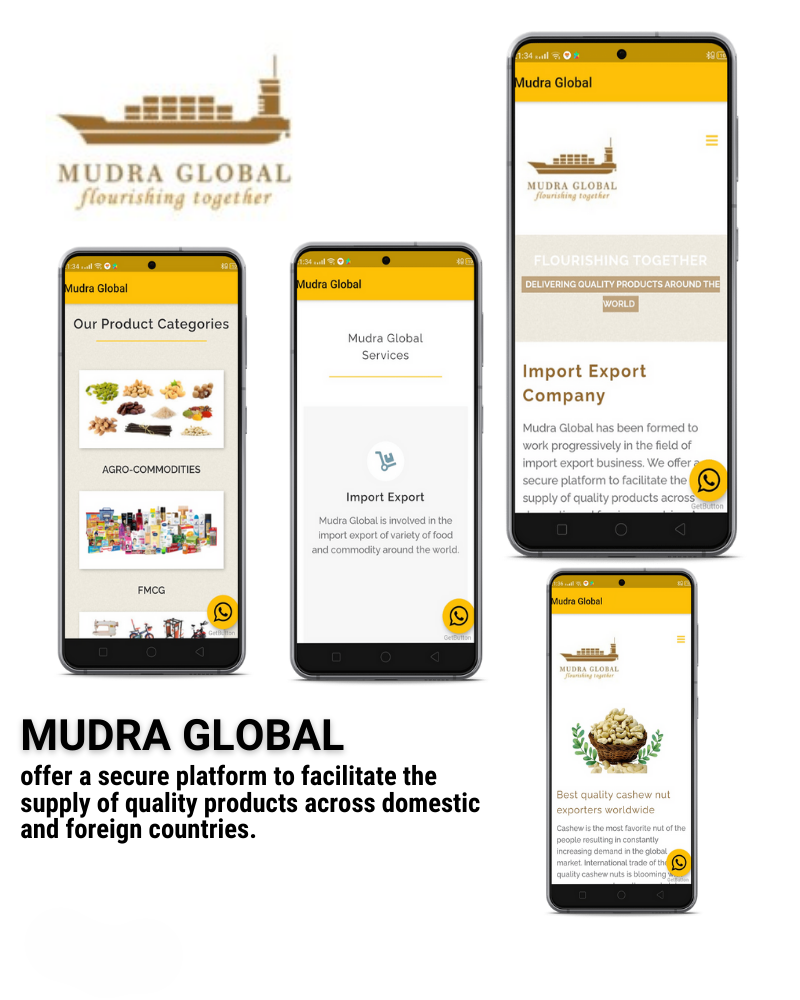 MUDRA GLOBAL
flourishing together
1:34
Mudra Global
MUDRA GLOBAL
flourishing together
FLOURISHING TOGETHER
DELIVERING QUALITY PRODUCTS AROUND THE
WORLD
Import Export
Company
Mudra Global has been formed to
work progressively in the field of
import export business. We offer a
secure platform to facilitate the
supply of quality products across
GetButton
1:34
Mudra Global
Our Product Categories
AGRO-COMMODITIES
FMCG
GetButton
1:34
Mudra Global
Mudra Global
Services
Import Export
Mudra Global is involved in the
import export of variety of food
and commodity around the world.
GetButton
Mudra Global
MUDRA GLOBAL
flourishing together
Best quality cashew nut
exporters worldwide
Cashew is the most favorite nut of the
people resulting in constantly
increasing demand in the global
market. International trade of the
quality cashew nuts is blooming
GetButton
MUDRA GLOBAL
offer a secure platform to facilitate the
supply of quality products across domestic
and foreign countries.